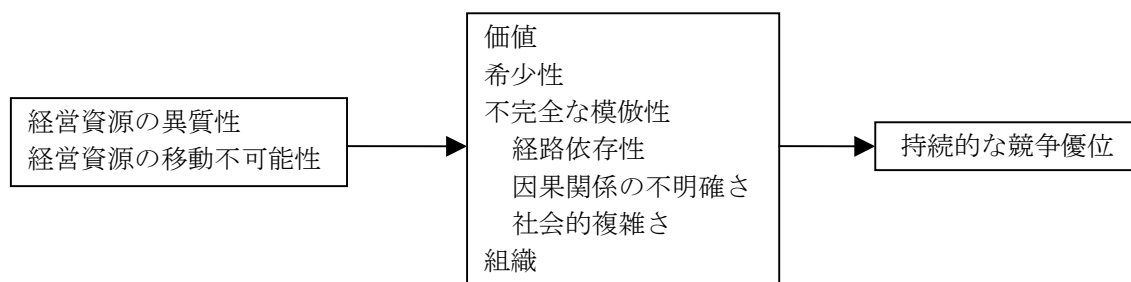 経営資源の異質性
経営資源の移動不可能性
価値
希少性
不完全な模倣性
経路依存性
因果関係の不明確さ
社会的複雑さ
組織
持続的な競争優位